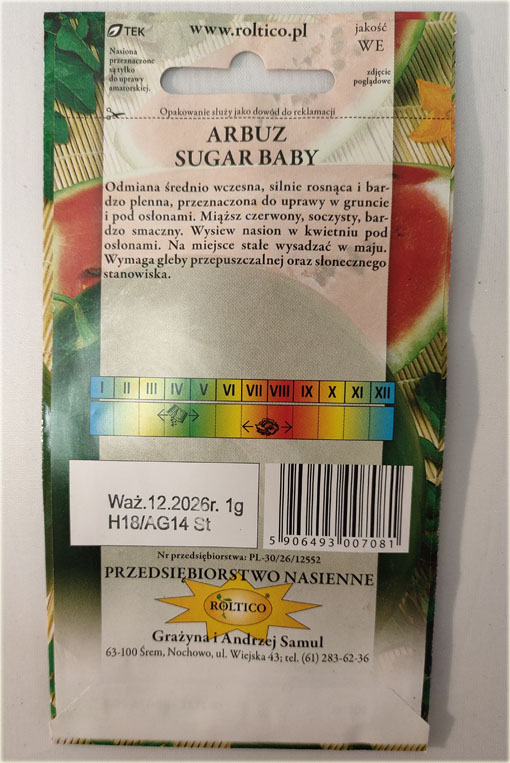 TEK
www.roltico.pl
jakość
WE
Nasiona
przeznaczone
są tylko
do uprawy
amatorskiej.
zdjęcie
poglądowe
Opakowanie służy jako dowód do reklamacji
ARBUZ
SUGAR BABY
Odmiana średnio wczesna, silnie rosnąca i bar-
dzo plenna, przeznaczona do uprawy w gruncie
i pod osłonami. Miąższ czerwony, soczysty, bar-
dzo smaczny. Wysiew nasion w kwietniu pod
osłonami. Na miejsce stałe wysadzać w maju.
Wymaga gleby przepuszczalnej oraz słonecznego
stanowiska.
I II III IV V VI VII VIII IX X XI XII
Waż.12.2026r. 1g
H18/AG14 St
5 906493 007081
Nr przedsiębiorstwa: PL-30/26/12552
PRZEDSIĘBIORSTWO NASIENNE
ROLTICO
Grażyna i Andrzej Samul
63-100 Śrem, Nochowo, ul. Wiejska 43; tel. (61) 283-62-36